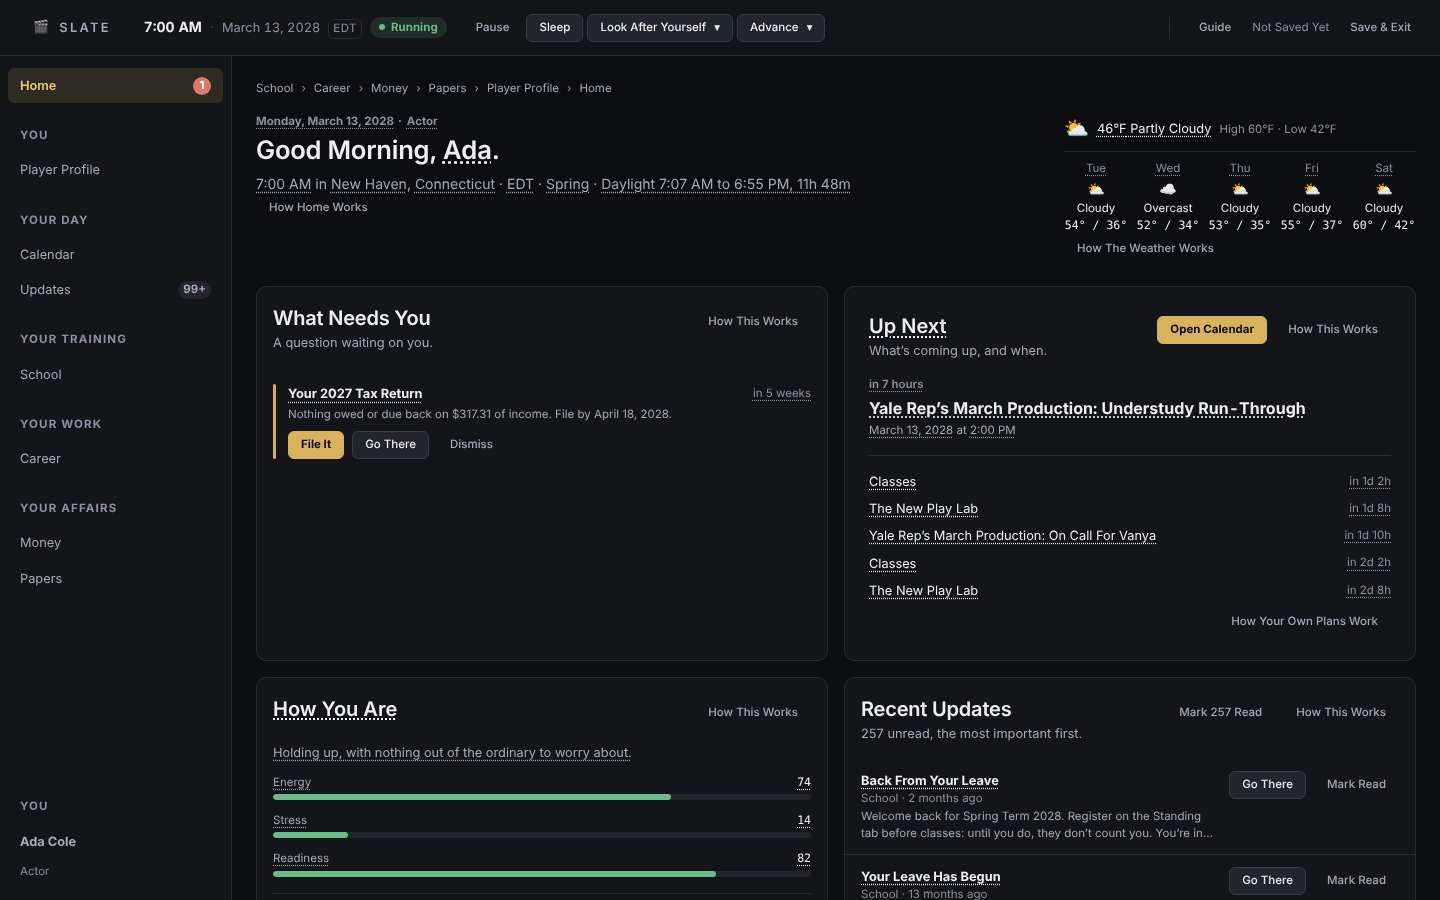 SLATE
7:00 AM · March 13, 2028 EDT Running Pause Sleep Look After Yourself ▾ Advance ▾ Guide Not Saved Yet Save & Exit
Home 1
YOU
Player Profile
YOUR DAY
Calendar
Updates 99+
YOUR TRAINING
School
YOUR WORK
Career
YOUR AFFAIRS
Money
Papers
YOU
Ada Cole
Actor
School › Career › Money › Papers › Player Profile › Home
Monday, March 13, 2028 · Actor
Good Morning, Ada.
7:00 AM in New Haven, Connecticut · EDT · Spring · Daylight 7:07 AM to 6:55 PM, 11h 48m
How Home Works
46°F Partly Cloudy High 60°F · Low 42°F
Tue Wed Thu Fri Sat
Cloudy Overcast Cloudy Cloudy Cloudy
54° / 36° 52° / 34° 53° / 35° 55° / 37° 60° / 42°
How The Weather Works
What Needs You How This Works
A question waiting on you.
Your 2027 Tax Return in 5 weeks
Nothing owed or due back on $317.31 of income. File by April 18, 2028.
File It Go There Dismiss
Up Next Open Calendar How This Works
What's coming up, and when.
in 7 hours
Yale Rep's March Production: Understudy Run-Through
March 13, 2028 at 2:00 PM
Classes in 1d 2h
The New Play Lab in 1d 8h
Yale Rep's March Production: On Call For Vanya in 1d 10h
Classes in 2d 2h
The New Play Lab in 2d 8h
How Your Own Plans Work
How You Are How This Works
Holding up, with nothing out of the ordinary to worry about.
Energy 74
Stress 14
Readiness 82
Recent Updates Mark 257 Read How This Works
257 unread, the most important first.
Back From Your Leave Go There Mark Read
School · 2 months ago
Welcome back for Spring Term 2028. Register on the Standing
tab before classes: until you do, they don't count you. You're in...
Your Leave Has Begun Go There Mark Read
School · 13 months ago